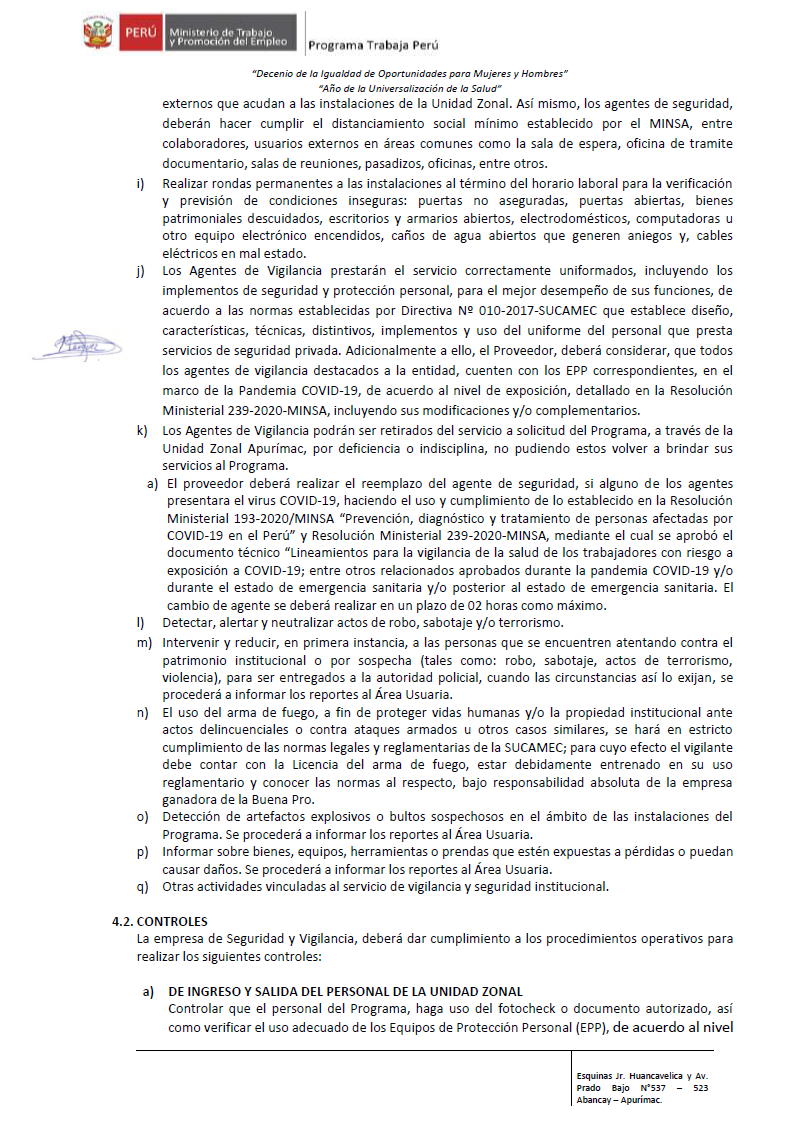 PERÚ
Ministerio de Trabajo
y Promoción del Empleo
Programa Trabaja Perú
"Decenio de la Igualdad de Oportunidades para Mujeres y Hombres"
"Año de la Universalización de la Salud"
externos que acudan a las instalaciones de la Unidad Zonal. Así mismo, los agentes de seguridad,
deberán hacer cumplir el distanciamiento social mínimo establecido por el MINSA, entre
colaboradores, usuarios externos en áreas comunes como la sala de espera, oficina de tramite
documentario, salas de reuniones, pasadizos, oficinas, entre otros.
i) Realizar rondas permanentes a las instalaciones al término del horario laboral para la verificación
y previsión de condiciones inseguras: puertas no aseguradas, puertas abiertas, bienes
patrimoniales descuidados, escritorios y armarios abiertos, electrodomésticos, computadoras u
otro equipo electrónico encendidos, caños de agua abiertos que generen aniegos y, cables
eléctricos en mal estado.
j) Los Agentes de Vigilancia prestarán el servicio correctamente uniformados, incluyendo los
implementos de seguridad y protección personal, para el mejor desempeño de sus funciones, de
acuerdo a las normas establecidas por Directiva Nº 010-2017-SUCAMEC que establece diseño,
características, técnicas, distintivos, implementos y uso del uniforme del personal que presta
servicios de seguridad privada. Adicionalmente a ello, el Proveedor, deberá considerar, que todos
los agentes de vigilancia destacados a la entidad, cuenten con los EPP correspondientes, en el
marco de la Pandemia COVID-19, de acuerdo al nivel de exposición, detallado en la Resolución
Ministerial 239-2020-MINSA, incluyendo sus modificaciones y/o complementarios.
k) Los Agentes de Vigilancia podrán ser retirados del servicio a solicitud del Programa, a través de la
Unidad Zonal Apurímac, por deficiencia o indisciplina, no pudiendo estos volver a brindar sus
servicios al Programa.
a) El proveedor deberá realizar el reemplazo del agente de seguridad, si alguno de los agentes
presentara el virus COVID-19, haciendo el uso y cumplimiento de lo establecido en la Resolución
Ministerial 193-2020/MINSA "Prevención, diagnóstico y tratamiento de personas afectadas por
COVID-19 en el Perú" y Resolución Ministerial 239-2020-MINSA, mediante el cual se aprobó el
documento técnico "Lineamientos para la vigilancia de la salud de los trabajadores con riesgo a
exposición a COVID-19; entre otros relacionados aprobados durante la pandemia COVID-19 y/o
durante el estado de emergencia sanitaria y/o posterior al estado de emergencia sanitaria. El
cambio de agente se deberá realizar en un plazo de 02 horas como máximo.
l) Detectar, alertar y neutralizar actos de robo, sabotaje y/o terrorismo.
m) Intervenir y reducir, en primera instancia, a las personas que se encuentren atentando contra el
patrimonio institucional o por sospecha (tales como: robo, sabotaje, actos de terrorismo,
violencia), para ser entregados a la autoridad policial, cuando las circunstancias así lo exijan, se
procederá a informar los reportes al Área Usuaria.
n) El uso del arma de fuego, a fin de proteger vidas humanas y/o la propiedad institucional ante
actos delincuenciales o contra ataques armados u otros casos similares, se hará en estricto
cumplimiento de las normas legales y reglamentarias de la SUCAMEC; para cuyo efecto el vigilante
debe contar con la Licencia del arma de fuego, estar debidamente entrenado en su uso
reglamentario y conocer las normas al respecto, bajo responsabilidad absoluta de la empresa
ganadora de la Buena Pro.
o) Detección de artefactos explosivos o bultos sospechosos en el ámbito de las instalaciones del
Programa. Se procederá a informar los reportes al Área Usuaria.
p) Informar sobre bienes, equipos, herramientas o prendas que estén expuestas a pérdidas o puedan
causar daños. Se procederá a informar los reportes al Área Usuaria.
q) Otras actividades vinculadas al servicio de vigilancia y seguridad institucional.
4.2. CONTROLES
La empresa de Seguridad y Vigilancia, deberá dar cumplimiento a los procedimientos operativos para
realizar los siguientes controles:
a) DE INGRESO Y SALIDA DEL PERSONAL DE LA UNIDAD ZONAL
Controlar que el personal del Programa, haga uso del fotocheck o documento autorizado, así
como verificar el uso adecuado de los Equipos de Protección Personal (EPP), de acuerdo al nivel
Esquinas Jr. Huancavelica y Av.
Prado Bajo N°537 – 523
Abancay – Apurímac.